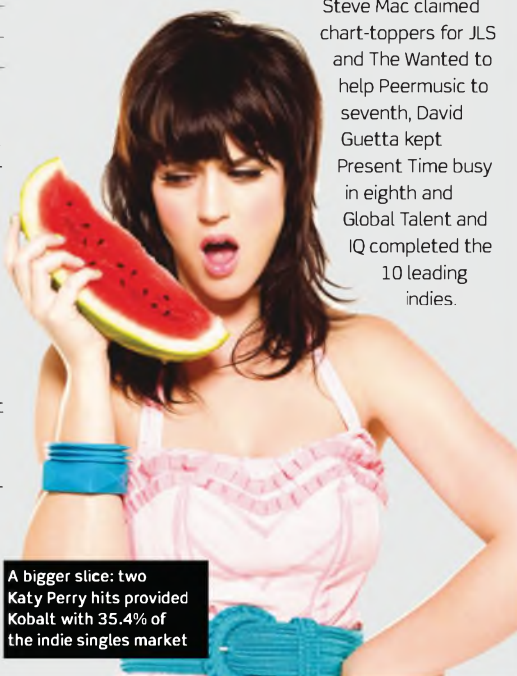 Steve Mac claimed
chart-toppers for JLS
and The Wanted to
help Peermusic to
seventh, David
Guetta kept
Present Time busy
in eighth and
Global Talent and
IQ completed the
10 leading
indies.
A bigger slice: two
Katy Perry hits provided
Kobalt with 35.4% of
the indie singles market